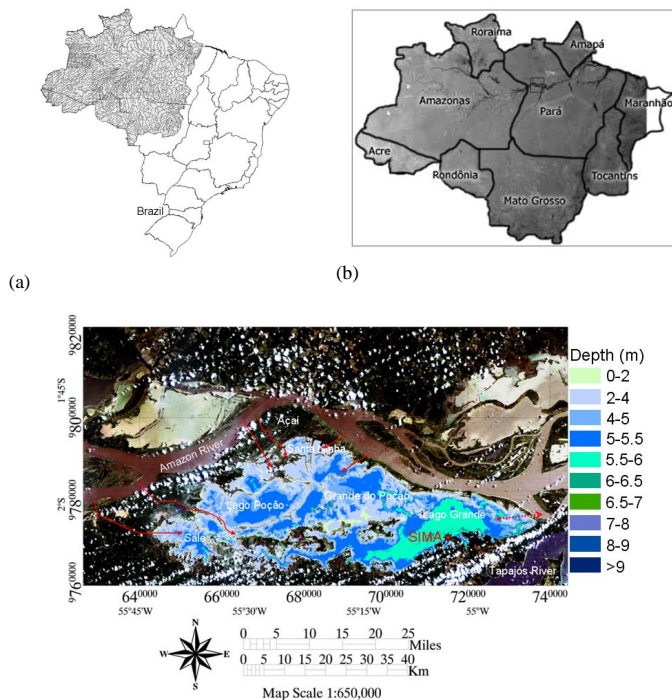 Brazil
(a)
Roraima
Amapá
Amazonas
Pará
Maranhão
Acre
Rondônia
Tocantins
Mato Grosso
(b)
9820000
9800000
9780000
9760000
1°45'S
2°S
Amazon River
Açaí
Santa Ninha
Lago Poção
Grande do Poção
Lago Grande
Salé
SIMA
Tapajós River
Depth (m)
0-2
2-4
4-5
5-5.5
5.5-6
6-6.5
6.5-7
7-8
8-9
>9
640000 660000 680000 700000 720000 740000
55°45'W 55°30'W 55°15'W 55°W
N
W E
S
0 5 10 15 20 25
Miles
0 5 10 15 20 25 30 35 40
Km
Map Scale 1:650,000